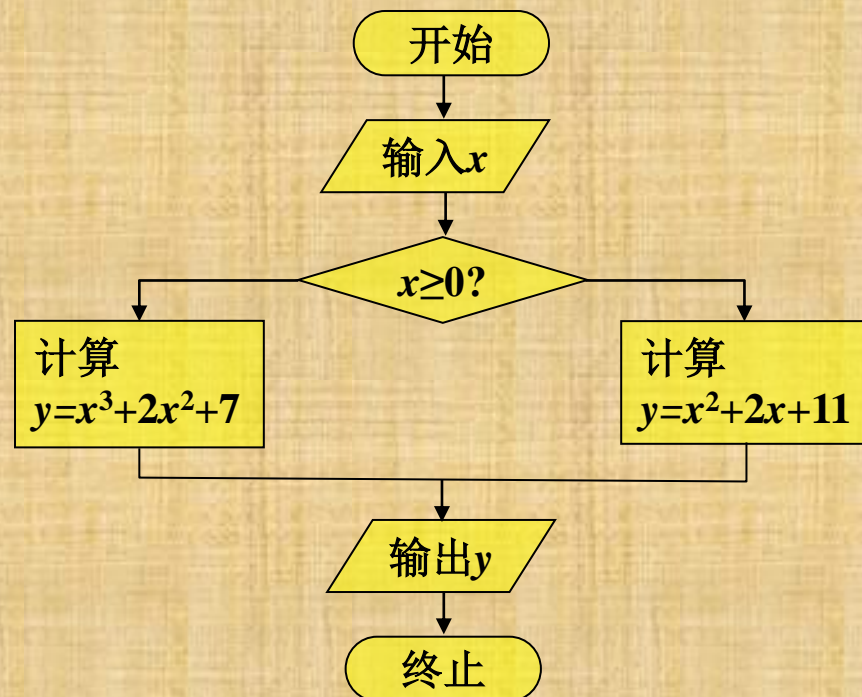 开始
输入x
x≥0?
计算
y=x³+2x²+7
计算
y=x²+2x+11
输出y
终止